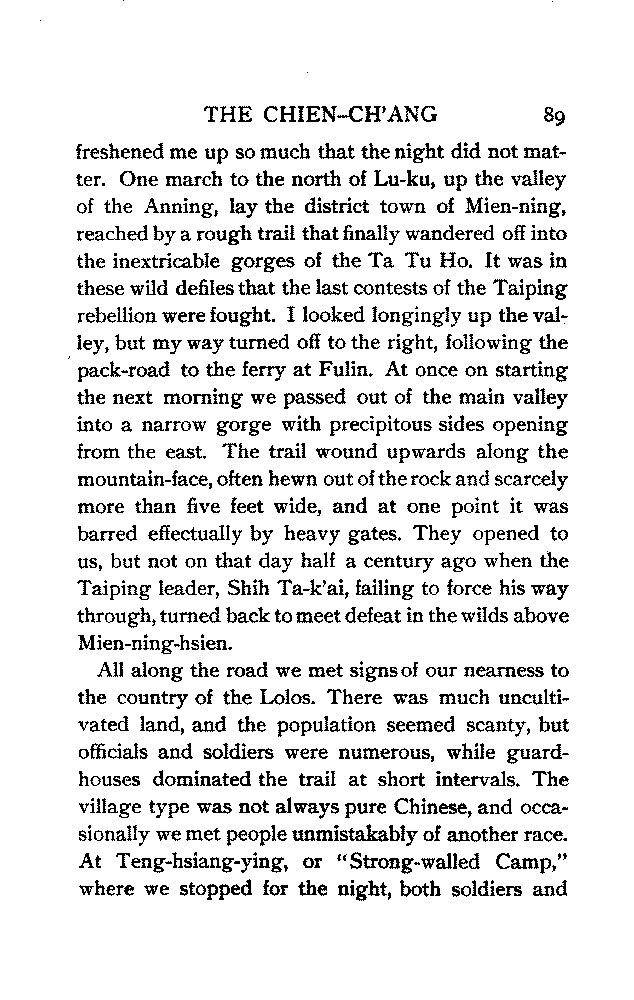 THE CHIEN-CH'ANG 89
freshened me up so much that the night did not mat-
ter. One march to the north of Lu-ku, up the valley
of the Anning, lay the district town of Mien-ning,
reached by a rough trail that finally wandered off into
the inextricable gorges of the Ta Tu Ho. It was in
these wild defiles that the last contests of the Taiping
rebellion were fought. I looked longingly up the val-
ley, but my way turned off to the right, following the
pack-road to the ferry at Fulin. At once on starting
the next morning we passed out of the main valley
into a narrow gorge with precipitous sides opening
from the east. The trail wound upwards along the
mountain-face, often hewn out of the rock and scarcely
more than five feet wide, and at one point it was
barred effectually by heavy gates. They opened to
us, but not on that day half a century ago when the
Taiping leader, Shih Ta-k'ai, failing to force his way
through, turned back to meet defeat in the wilds above
Mien-ning-hsien.
All along the road we met signs of our nearness to
the country of the Lolos. There was much unculti-
vated land, and the population seemed scanty, but
officials and soldiers were numerous, while guard-
houses dominated the trail at short intervals. The
village type was not always pure Chinese, and occa-
sionally we met people unmistakably of another race.
At Teng-hsiang-ying, or "Strong-walled Camp,"
where we stopped for the night, both soldiers and